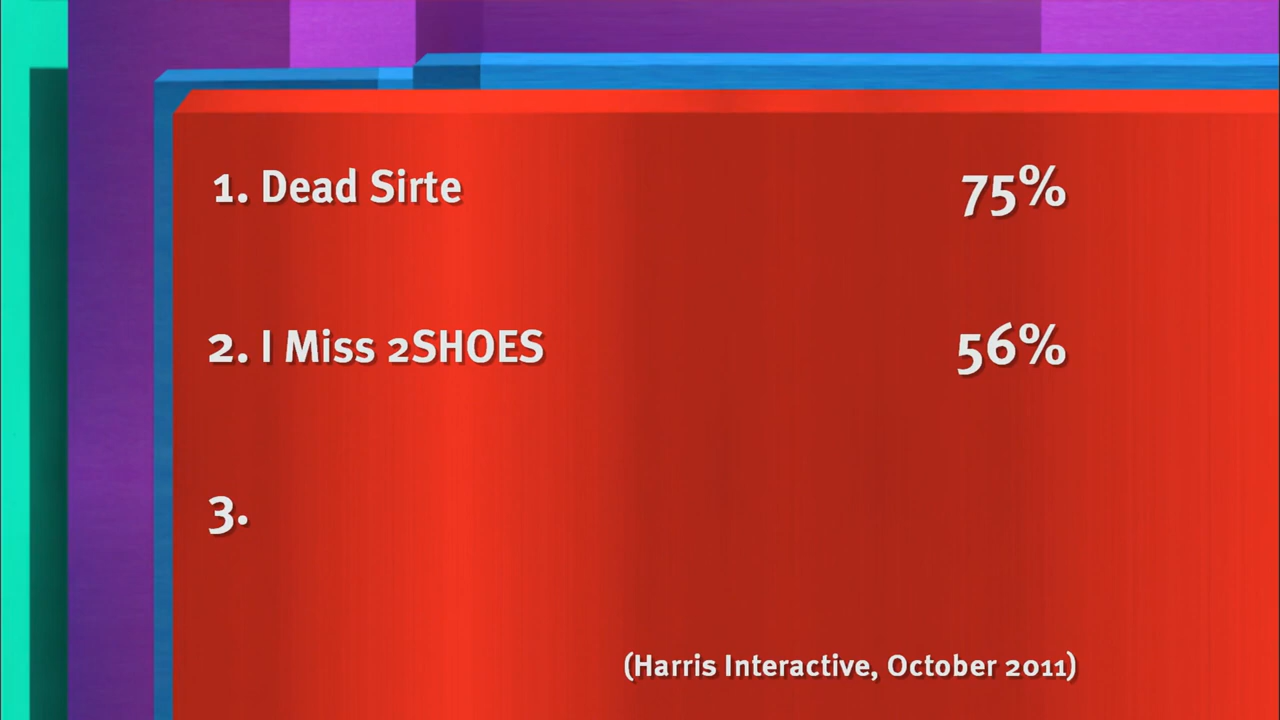 1. Dead Sirte 75%
2. I Miss 2SHOES 56%
3.
(Harris Interactive, October 2011)